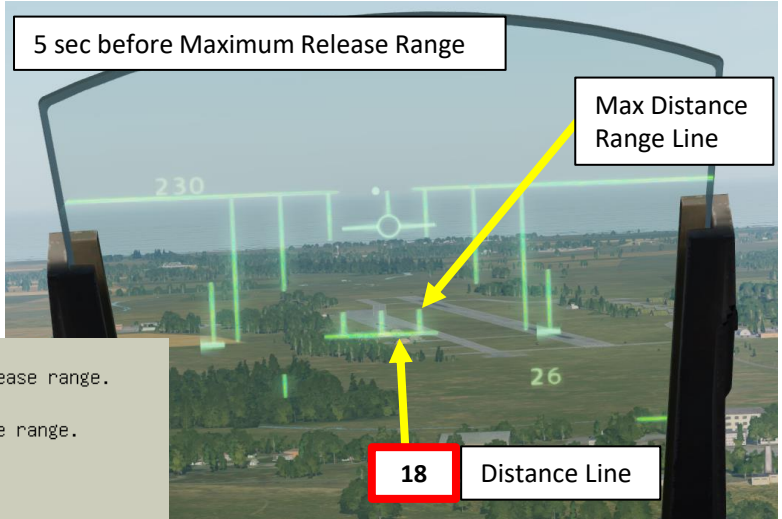 5 sec before Maximum Release Range
Max Distance
Range Line
230
26
ease range.
e range.
18
Distance Line